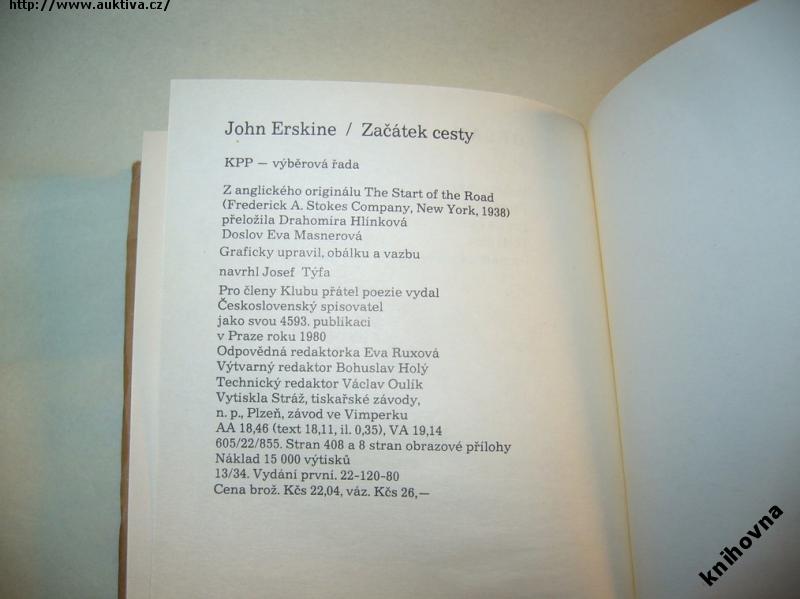 http://www.auktiva.cz/
John Erskine / Začátek cesty
KPP — výběrová řada
Z anglického originálu The Start of the Road
(Frederick A. Stokes Company, New York, 1938)
přeložila Drahomíra Hlínková
Doslov Eva Masnerová
Graficky upravil, obálku a vazbu
navrhl Josef Týfa
Pro členy Klubu přátel poezie vydal
Československý spisovatel
jako svou 4593. publikaci
v Praze roku 1980
Odpovědná redaktorka Eva Ruxová
Výtvarný redaktor Bohuslav Holý
Technický redaktor Václav Oulík
Vytiskla Stráž, tiskařské závody,
n. p., Plzeň, závod ve Vimperku
AA 18,46 (text 18,11, il. 0,35), VA 19,14
605/22/855. Stran 408 a 8 stran obrazové přílohy
Náklad 15 000 výtisků
13/34. Vydání první. 22-120-80
Cena brož. Kčs 22,04, váz. Kčs 26,—
knihovna